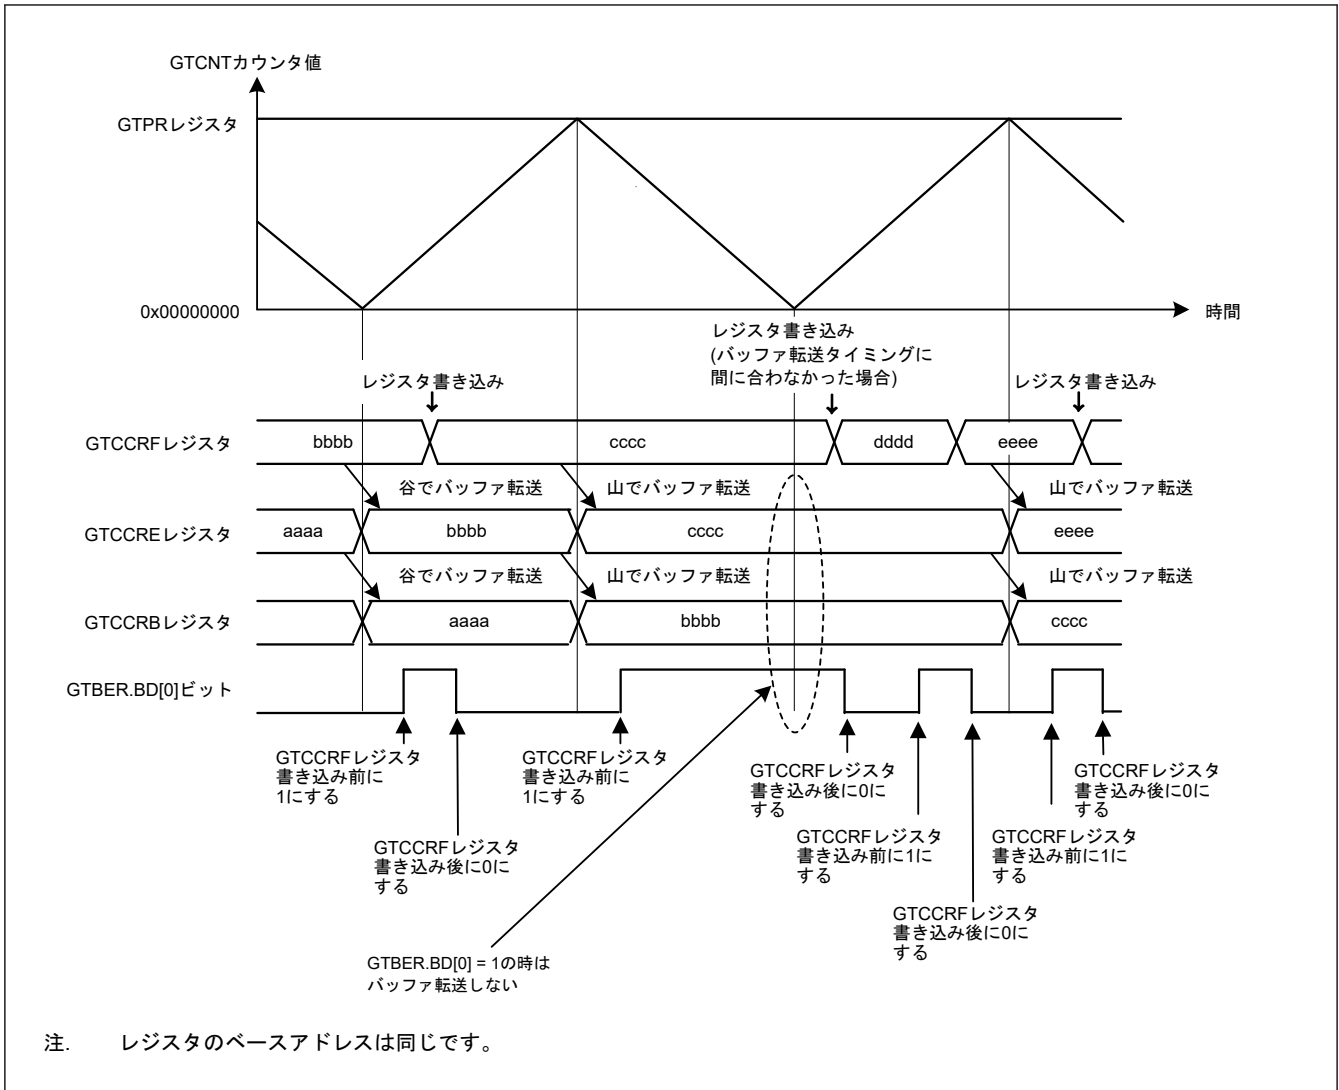 GTCNTカウンタ値
GTPRレジスタ
0x00000000
時間
レジスタ書き込み
(バッファ転送タイミングに
間に合わなかった場合)
レジスタ書き込み
レジスタ書き込み
GTCCRFレジスタ
bbbb
cccc
dddd
eeee
谷でバッファ転送
山でバッファ転送
山でバッファ転送
GTCCREレジスタ
aaaa
bbbb
cccc
eeee
谷でバッファ転送
山でバッファ転送
山でバッファ転送
GTCCRBレジスタ
aaaa
bbbb
cccc
GTBER.BD[0]ビット
GTCCRFレジスタ
書き込み前に
1にする
GTCCRFレジスタ
書き込み後に0に
する
GTCCRFレジスタ
書き込み前に
1にする
GTCCRFレジスタ
書き込み後に0に
する
GTCCRFレジスタ
書き込み前に1に
する
GTCCRFレジスタ
書き込み後に0に
する
GTCCRFレジスタ
書き込み前に1に
する
GTCCRFレジスタ
書き込み後に0に
する
GTBER.BD[0] = 1の時は
バッファ転送しない
注. レジスタのベースアドレスは同じです。